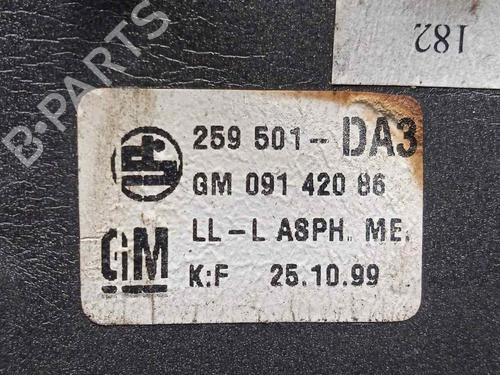 182
259 501- DA3
GM 091 420 86
LL-L ASPH. ME.
GM K:F 25.10.99
B-PARTS